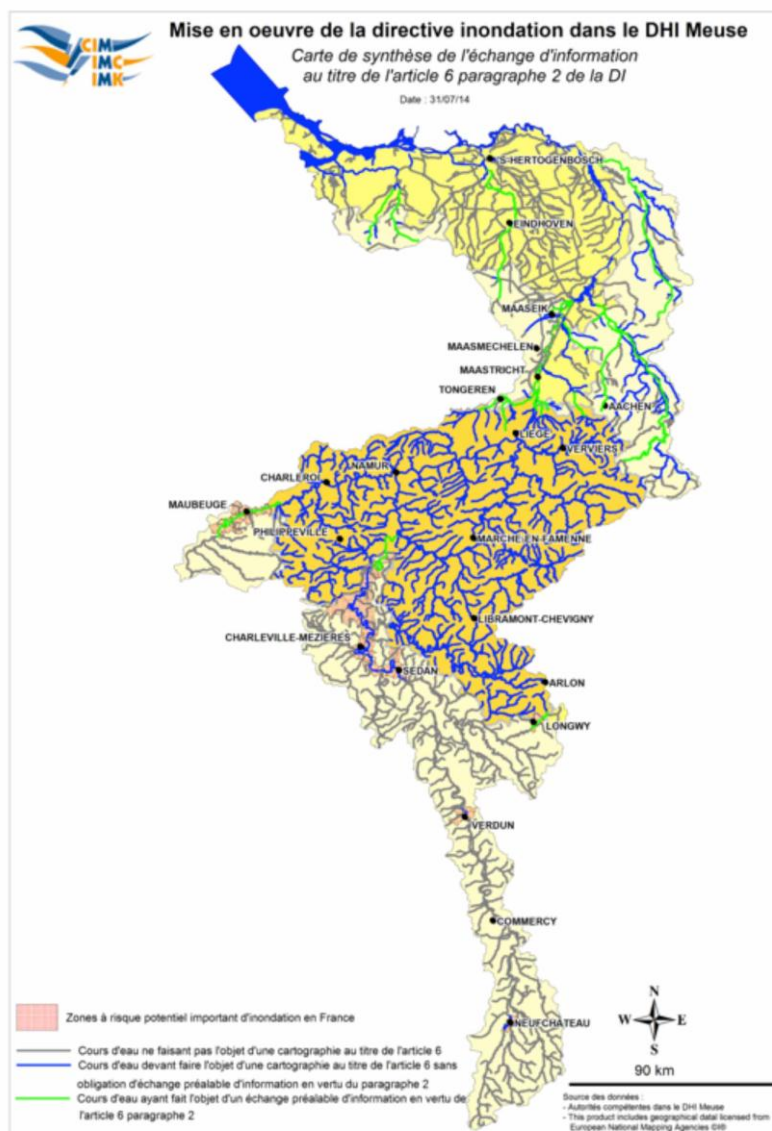 CIM
IMC
IMK
Mise en oeuvre de la directive inondation dans le DHI Meuse
Carte de synthèse de l'échange d'information
au titre de l'article 6 paragraphe 2 de la DI
Date : 31/07/14
'S-HERTOGENBOSCH
EINDHOVEN
MAASEIK
MAASMECHELEN
MAASTRICHT
TONGEREN
AACHEN
LIEGE
VERVIERS
NAMUR
CHARLEROI
MAUBEUGE
PHILIPPEVILLE
MARCHE-EN-FAMENNE
LIBRAMONT-CHEVIGNY
CHARLEVILLE-MEZIERES
SEDAN
ARLON
LONGWY
VERDUN
COMMERCY
NEUFCHATEAU
Zones à risque potentiel important d'inondation en France
Cours d'eau ne faisant pas l'objet d'une cartographie au titre de l'article 6
Cours d'eau devant faire l'objet d'une cartographie au titre de l'article 6 sans
obligation d'échange préalable d'information en vertu du paragraphe 2
Cours d'eau ayant fait l'objet d'un échange préalable d'information en vertu de
l'article 6 paragraphe 2
N
W E
S
90 km
Source des données :
- Autorités compétentes dans le DHI Meuse
- This product includes geographical data licensed from
European National Mapping Agencies